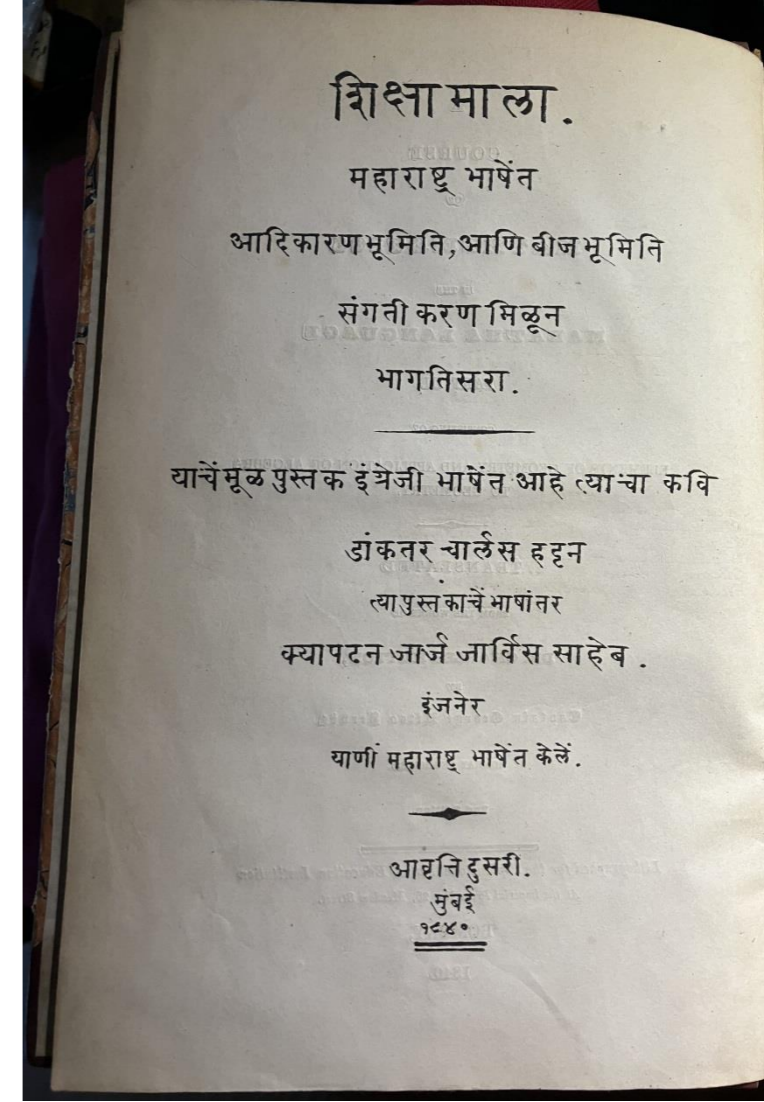 शिक्षामाला.
महाराष्ट्र भाषेंत
आदिकारणभूमिति, आणि बीजभूमिति
संगतीकरण मिळून
भागतिसरा.
याचेंमूळ पुस्तक इंग्रेजी भाषेंत आहे त्याचा कवि
डांकतर चार्लस हट्टन
त्यापुस्तकाचें भाषांतर
क्यापटन जार्ज जार्विस साहेब .
इंजनेर
याणीं महाराष्ट्र भाषेंत केलें.
आवृत्ति दुसरी.
मुंबई
१८४०